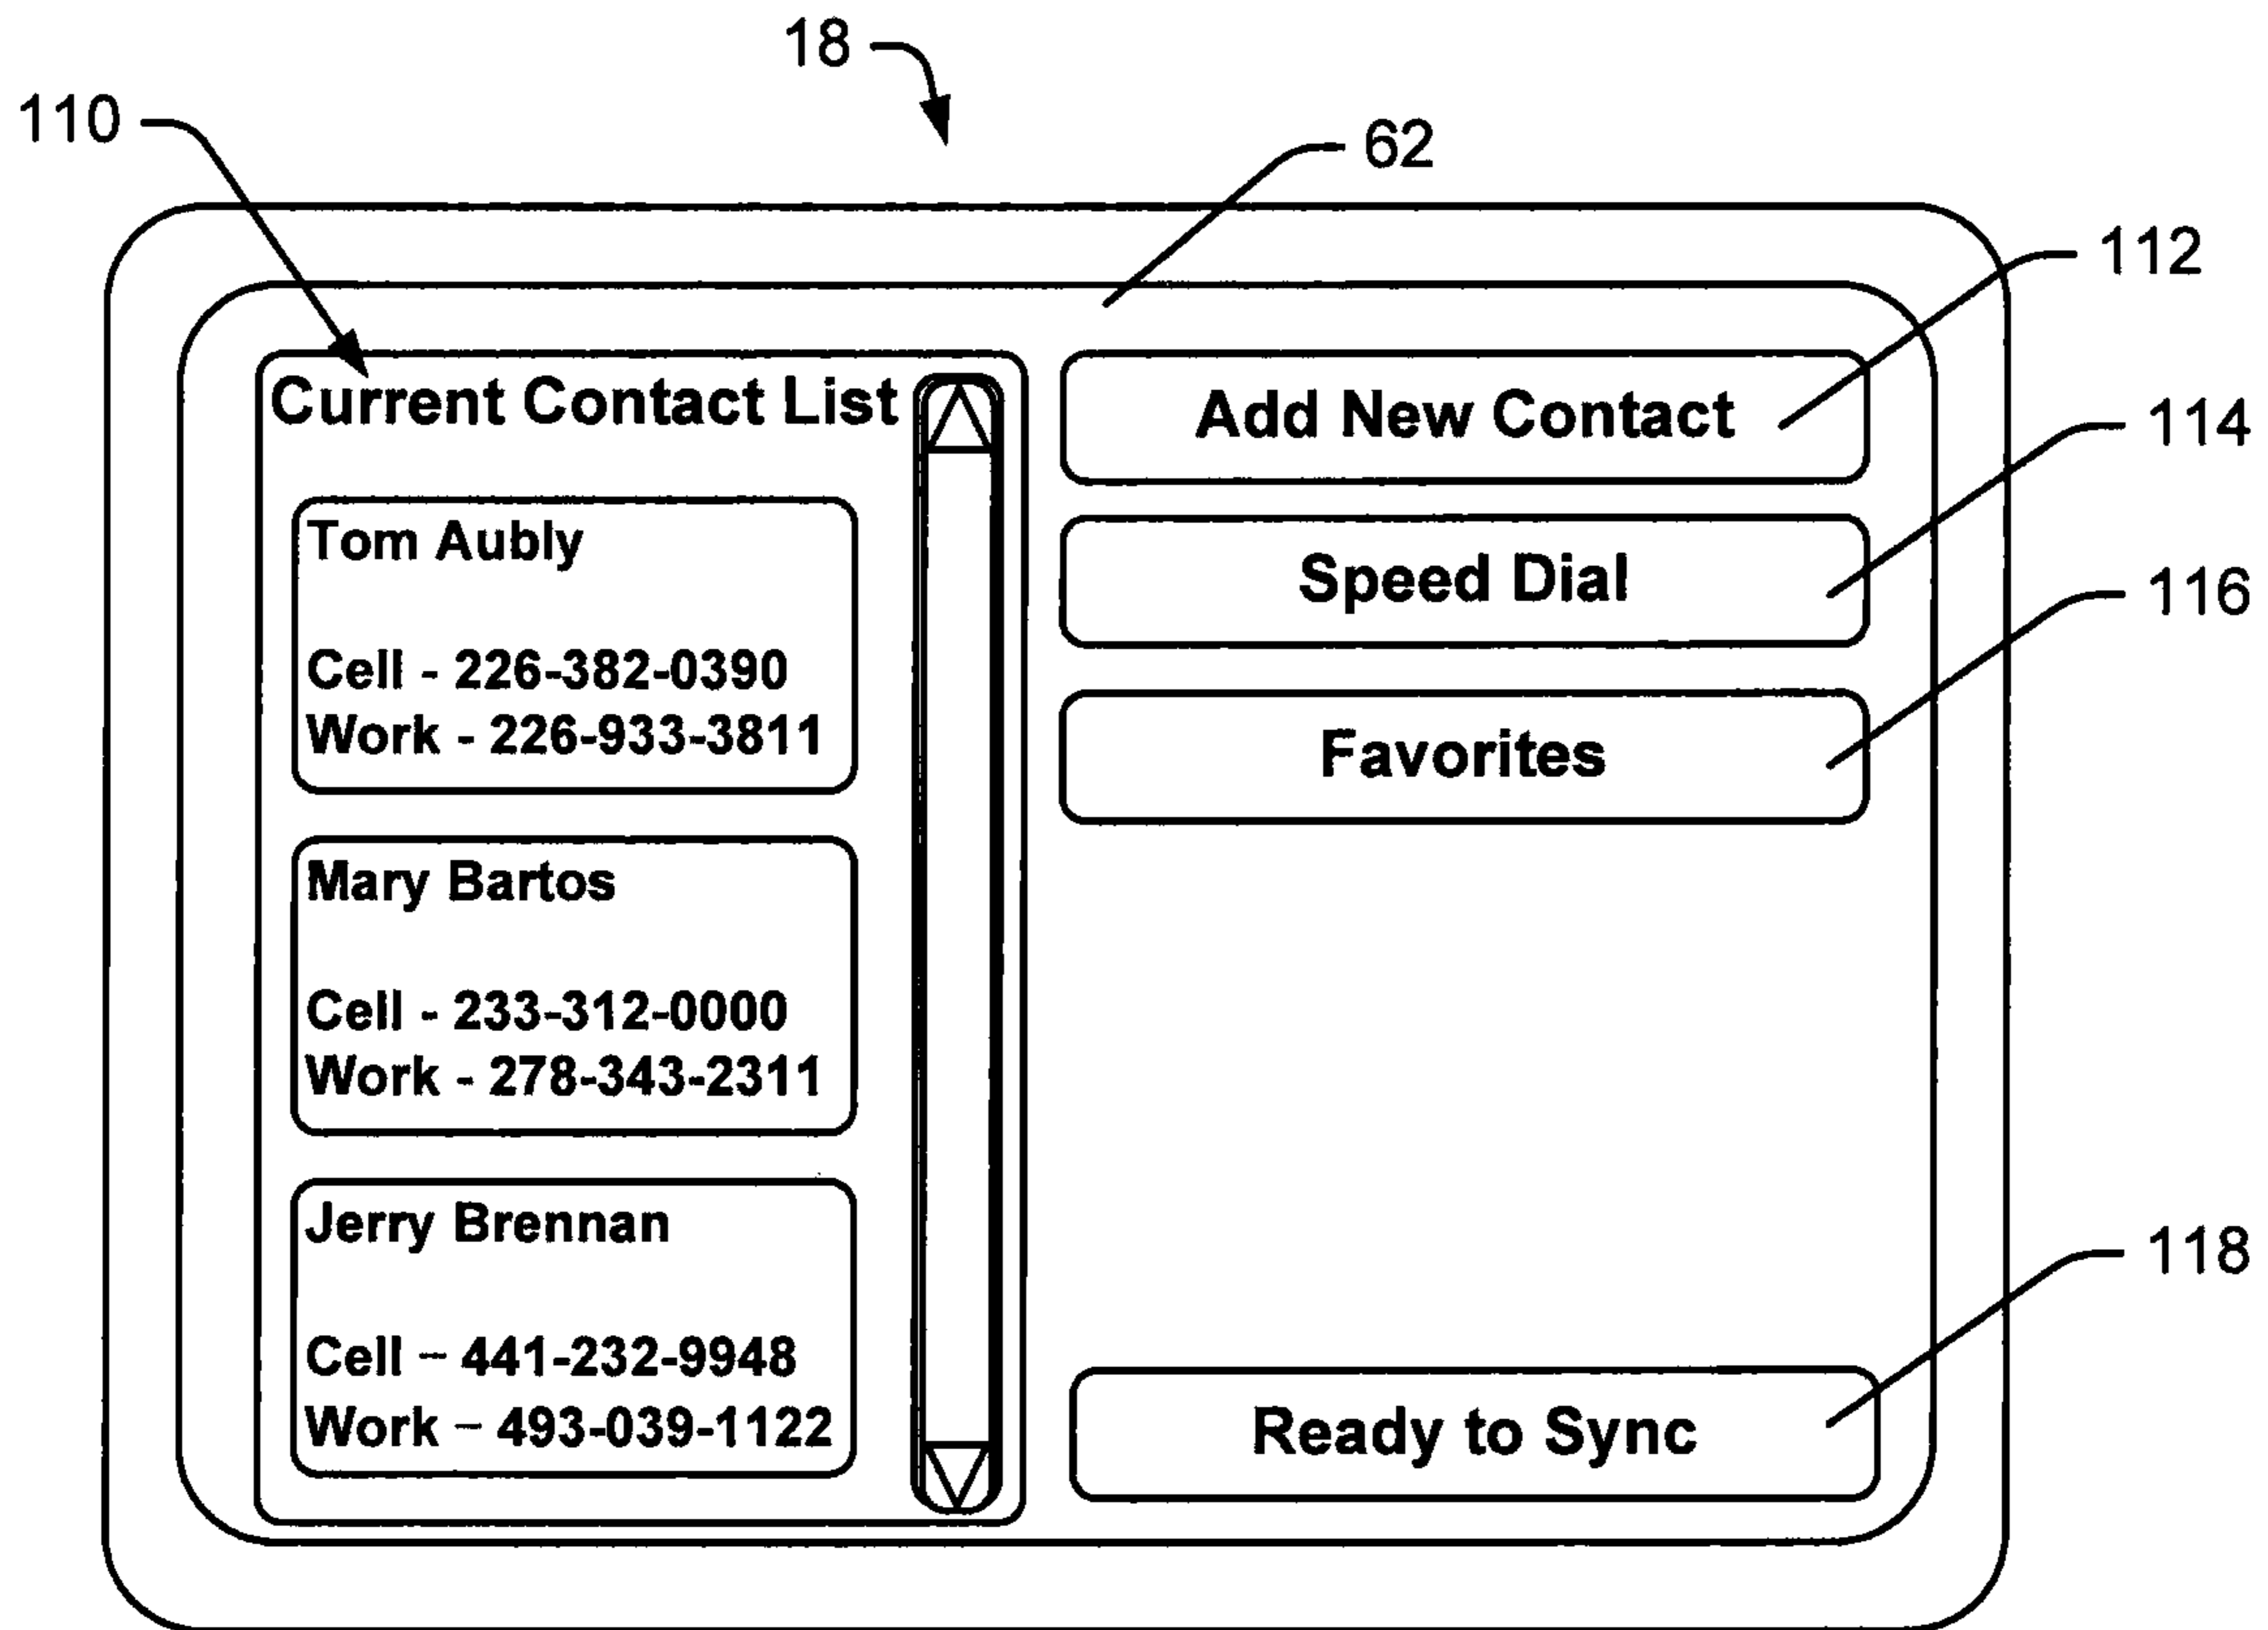 18
110
62
112
Current Contact List
Add New Contact
114
Tom Aubly
Speed Dial
116
Cell - 226-382-0390
Work - 226-933-3811
Favorites
Mary Bartos
Cell - 233-312-0000
Work - 278-343-2311
Jerry Brennan
118
Cell – 441-232-9948
Work – 493-039-1122
Ready to Sync